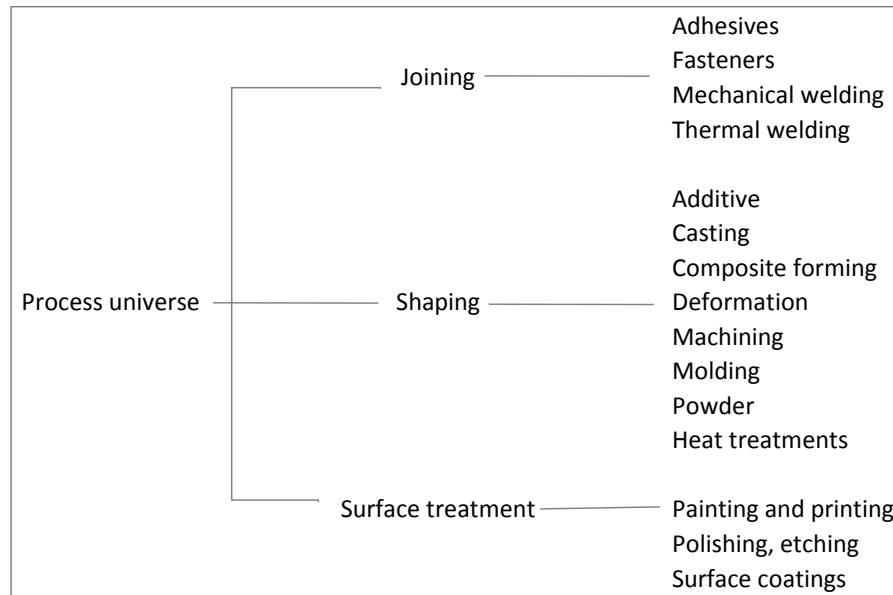 Process universe
Joining
Adhesives
Fasteners
Mechanical welding
Thermal welding
Shaping
Additive
Casting
Composite forming
Deformation
Machining
Molding
Powder
Heat treatments
Surface treatment
Painting and printing
Polishing, etching
Surface coatings